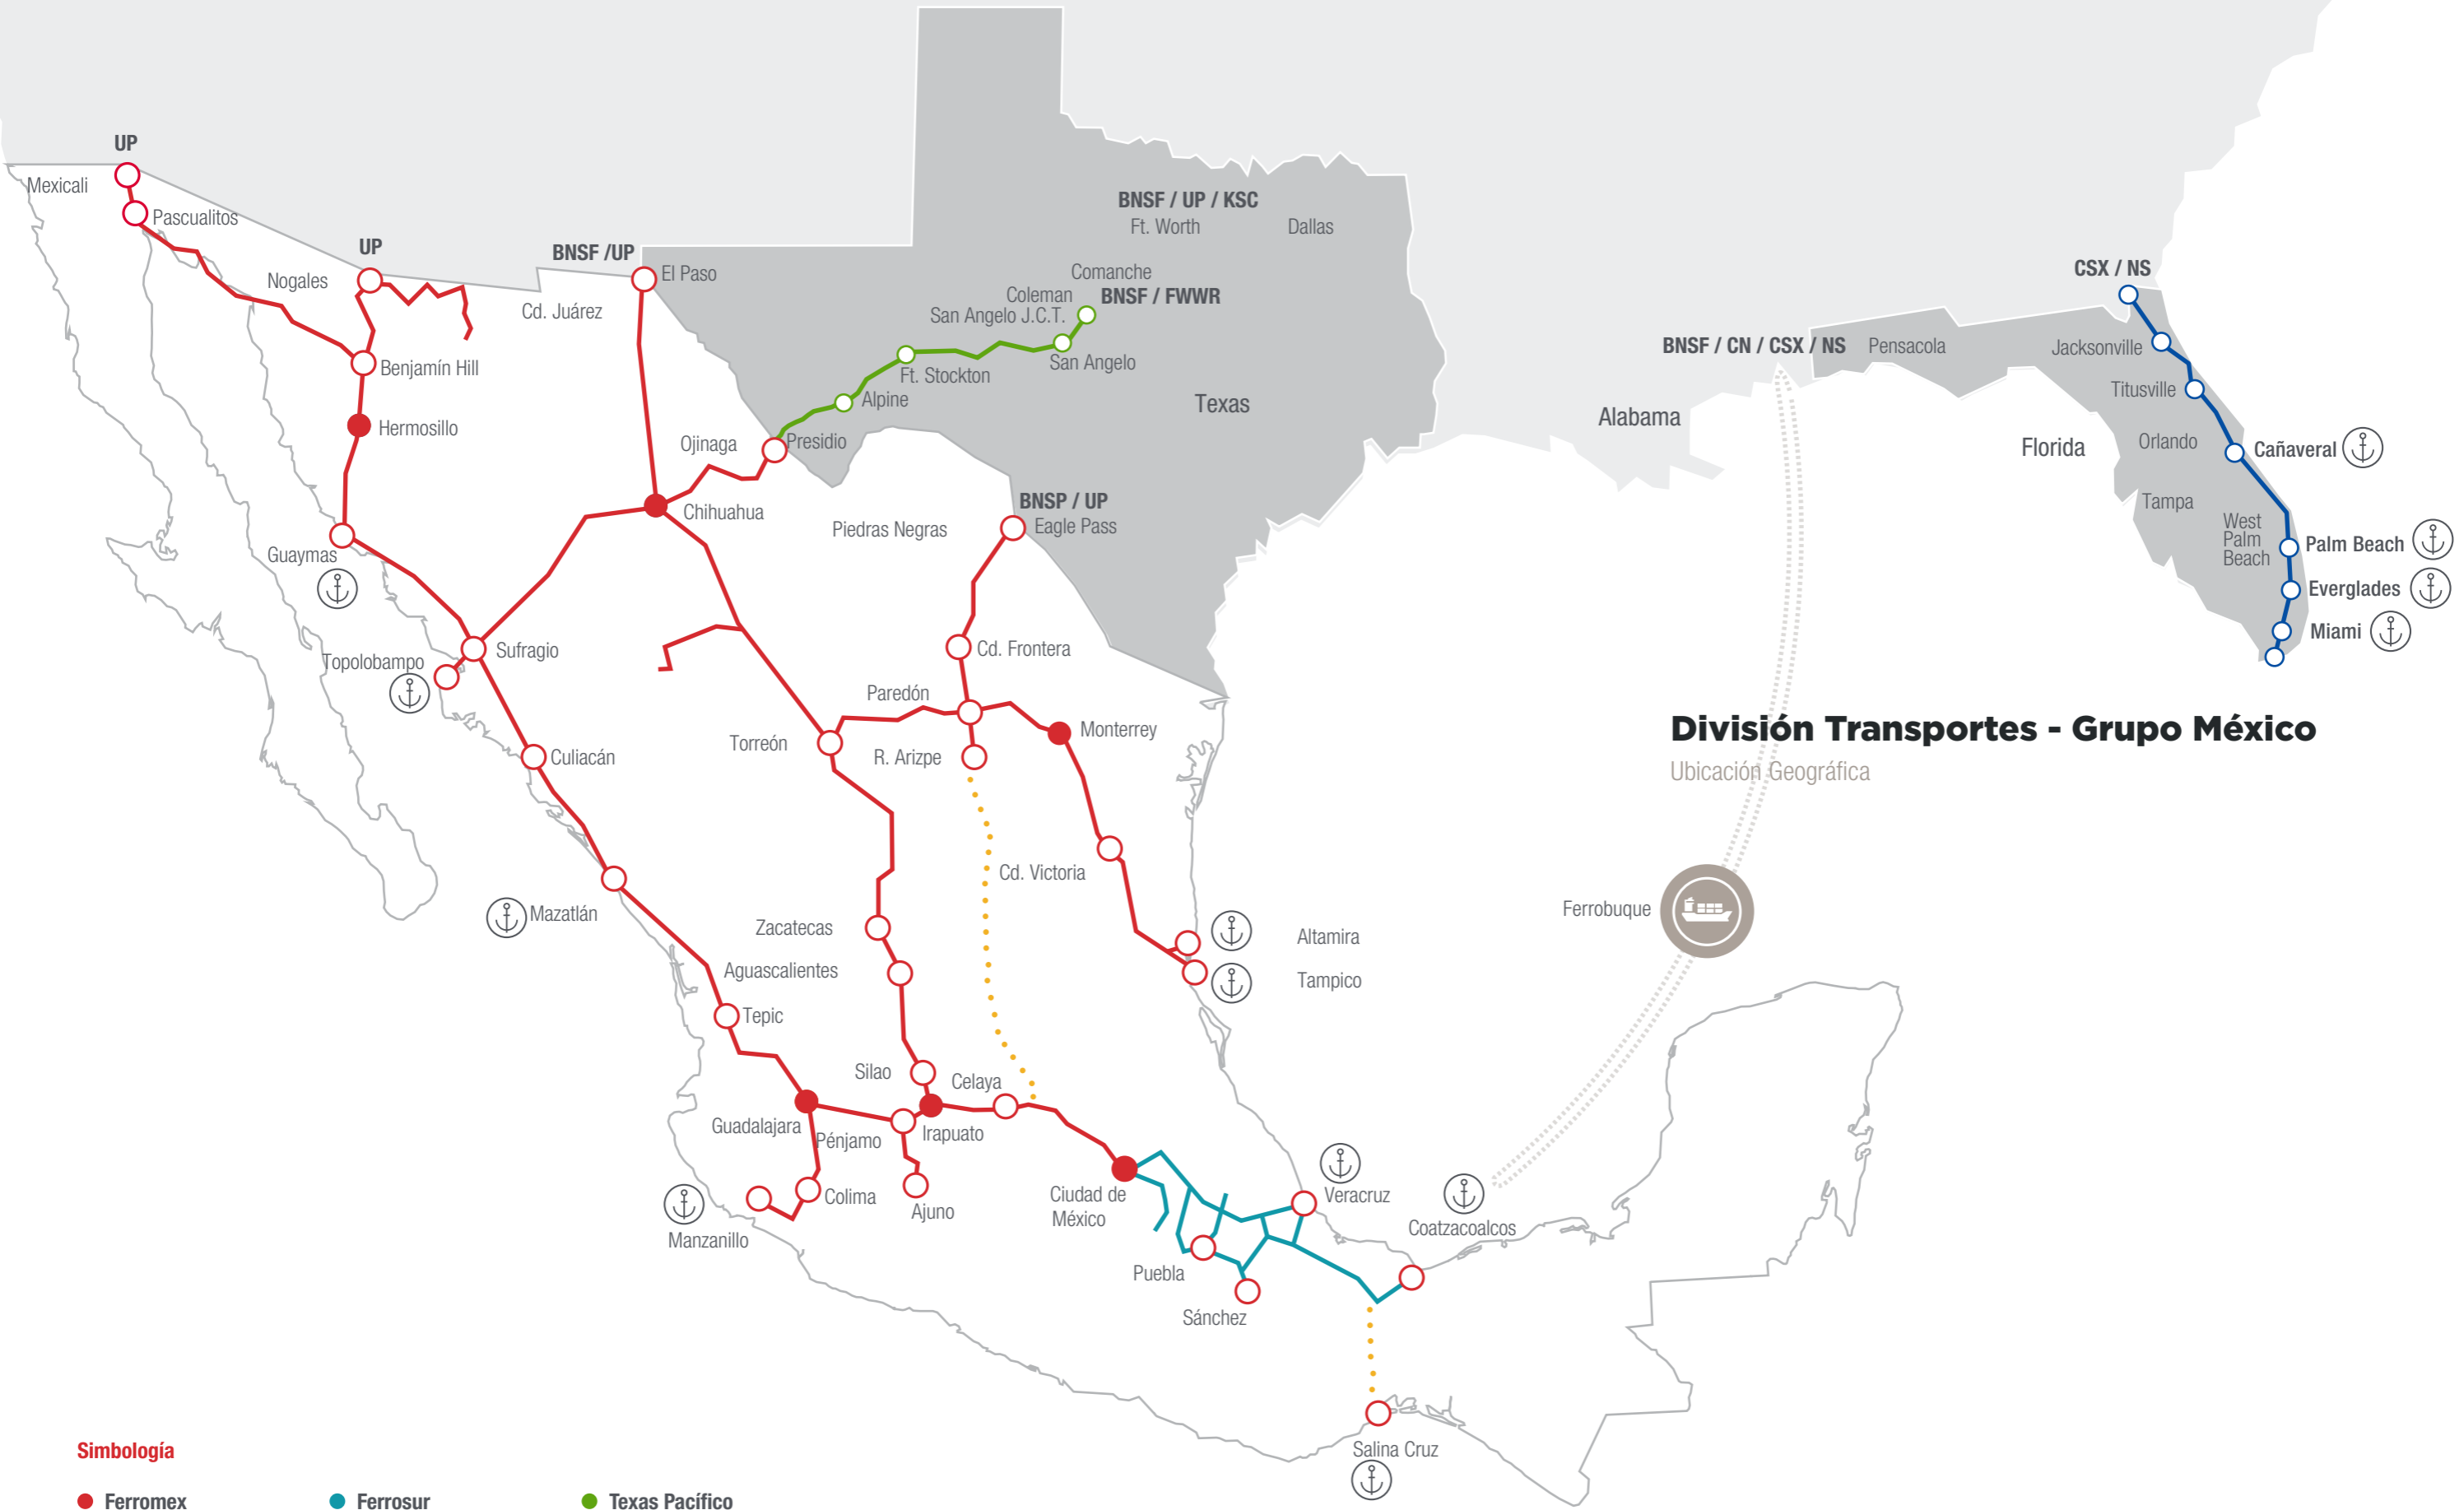 UP
Mexicali
Pascualitos
UP
Nogales
BNSF /UP
El Paso
Cd. Juárez
Benjamín Hill
Hermosillo
Guaymas
BNSF / UP / KSC
Ft. Worth
Dallas
Comanche
Coleman
BNSF / FWWR
San Angelo J.C.T.
San Angelo
Ft. Stockton
Alpine
Texas
Ojinaga
Presidio
Chihuahua
BNSP / UP
Piedras Negras
Eagle Pass
Topolobampo
Sufragio
Cd. Frontera
Paredón
Monterrey
Torreón
R. Arizpe
Culiacán
Cd. Victoria
Mazatlán
Zacatecas
Aguascalientes
Altamira
Tampico
Tepic
Silao
Celaya
Guadalajara
Pénjamo
Irapuato
Colima
Ajuno
Manzanillo
Ciudad de
México
Veracruz
Coatzacoalcos
Puebla
Sánchez
Salina Cruz
CSX / NS
BNSF / CN / CSX / NS
Pensacola
Jacksonville
Titusville
Alabama
Florida
Orlando
Cañaveral
Tampa
West
Palm
Beach
Palm Beach
Everglades
Miami
División Transportes - Grupo México
Ubicación Geográfica
Ferrobuque
Simbología
Ferromex
Ferrosur
Texas Pacífico